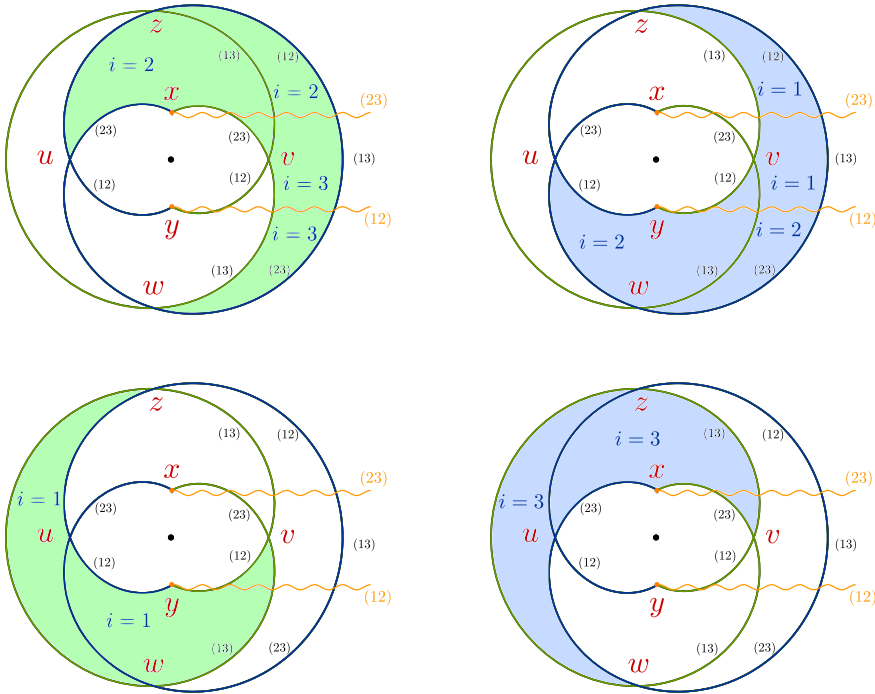 z
(13)
(12)
i = 2
i = 2
x
(23)
(23)
(23)
u
v
(13)
(12)
(12)
i = 3
y
i = 3
(12)
(13)
(23)
w
z
(13)
(12)
i = 1
x
(23)
(23)
(23)
u
v
(13)
(12)
(12)
i = 1
y
i = 2
i = 2
(12)
(13)
(23)
w
z
(13)
(12)
x
(23)
i = 1
(23)
(23)
u
v
(13)
(12)
(12)
y
(12)
i = 1
(13)
(23)
w
z
(13)
(12)
i = 3
x
(23)
i = 3
(23)
(23)
u
v
(13)
(12)
(12)
y
(12)
(13)
(23)
w